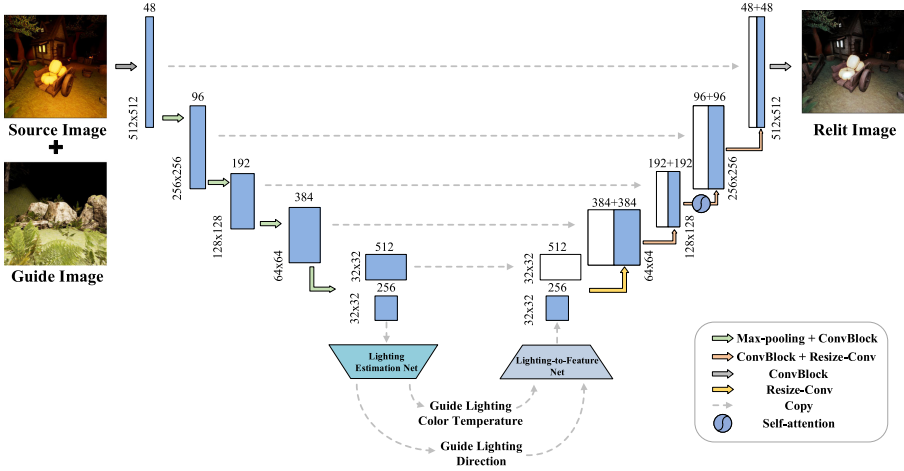 48
512x512
Source Image
+
Guide Image
96
256x256
192
128x128
384
64x64
512
32x32
256
32x32
Lighting
Estimation Net
Guide Lighting
Color Temperature
Guide Lighting
Direction
Lighting-to-Feature
Net
512
32x32
256
32x32
384+384
64x64
192+192
128x128
96+96
256x256
48+48
512x512
Relit Image
Max-pooling + ConvBlock
ConvBlock + Resize-Conv
ConvBlock
Resize-Conv
Copy
Self-attention